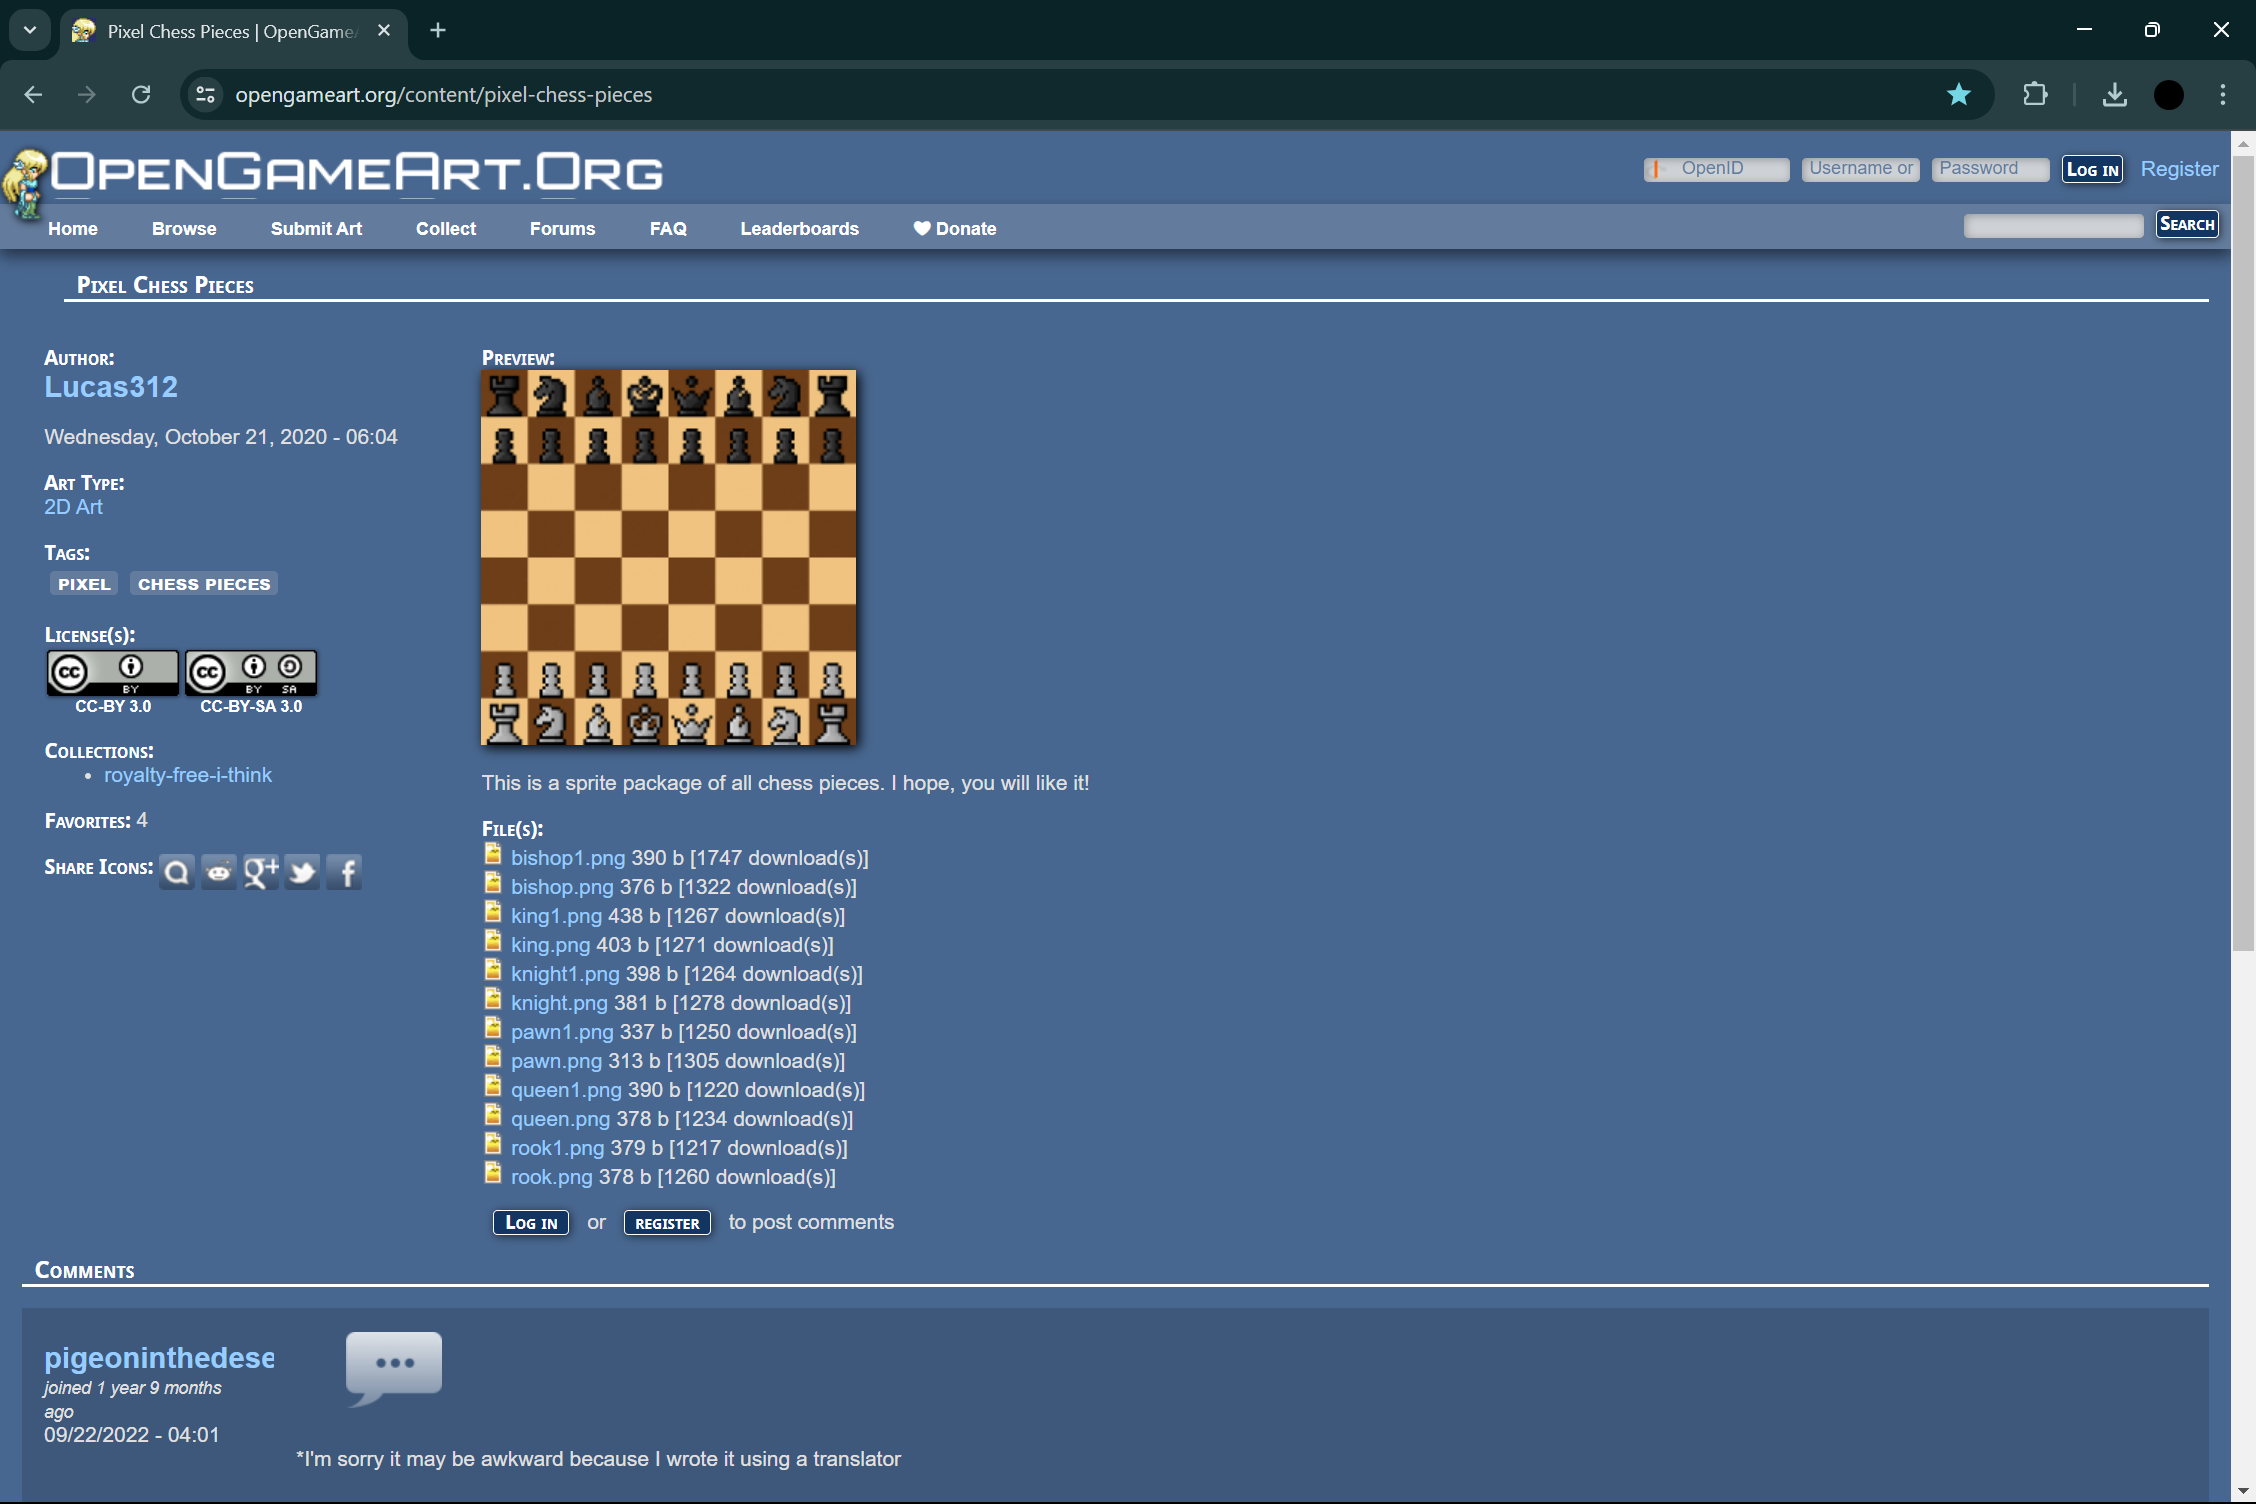 Pixel Chess Pieces | OpenGame
opengameart.org/content/pixel-chess-pieces
OpenGameArt.Org
OpenID
Username or
Password
Log in
Register
Home
Browse
Submit Art
Collect
Forums
FAQ
Leaderboards
Donate
Search
Pixel Chess Pieces
Author:
Lucas312
Wednesday, October 21, 2020 - 06:04
Art Type:
2D Art
Tags:
PIXEL CHESS PIECES
License(s):
cc BY cc BY SA
CC-BY 3.0 CC-BY-SA 3.0
Collections:
• royalty-free-i-think
Favorites: 4
Share Icons:
g+ f
Preview:
This is a sprite package of all chess pieces. I hope, you will like it!
File(s):
bishop1.png 390 b [1747 download(s)]
bishop.png 376 b [1322 download(s)]
king1.png 438 b [1267 download(s)]
king.png 403 b [1271 download(s)]
knight1.png 398 b [1264 download(s)]
knight.png 381 b [1278 download(s)]
pawn1.png 337 b [1250 download(s)]
pawn.png 313 b [1305 download(s)]
queen1.png 390 b [1220 download(s)]
queen.png 378 b [1234 download(s)]
rook1.png 379 b [1217 download(s)]
rook.png 378 b [1260 download(s)]
Log in or register to post comments
Comments
pigeoninthedese
joined 1 year 9 months
ago
09/22/2022 - 04:01
*I'm sorry it may be awkward because I wrote it using a translator